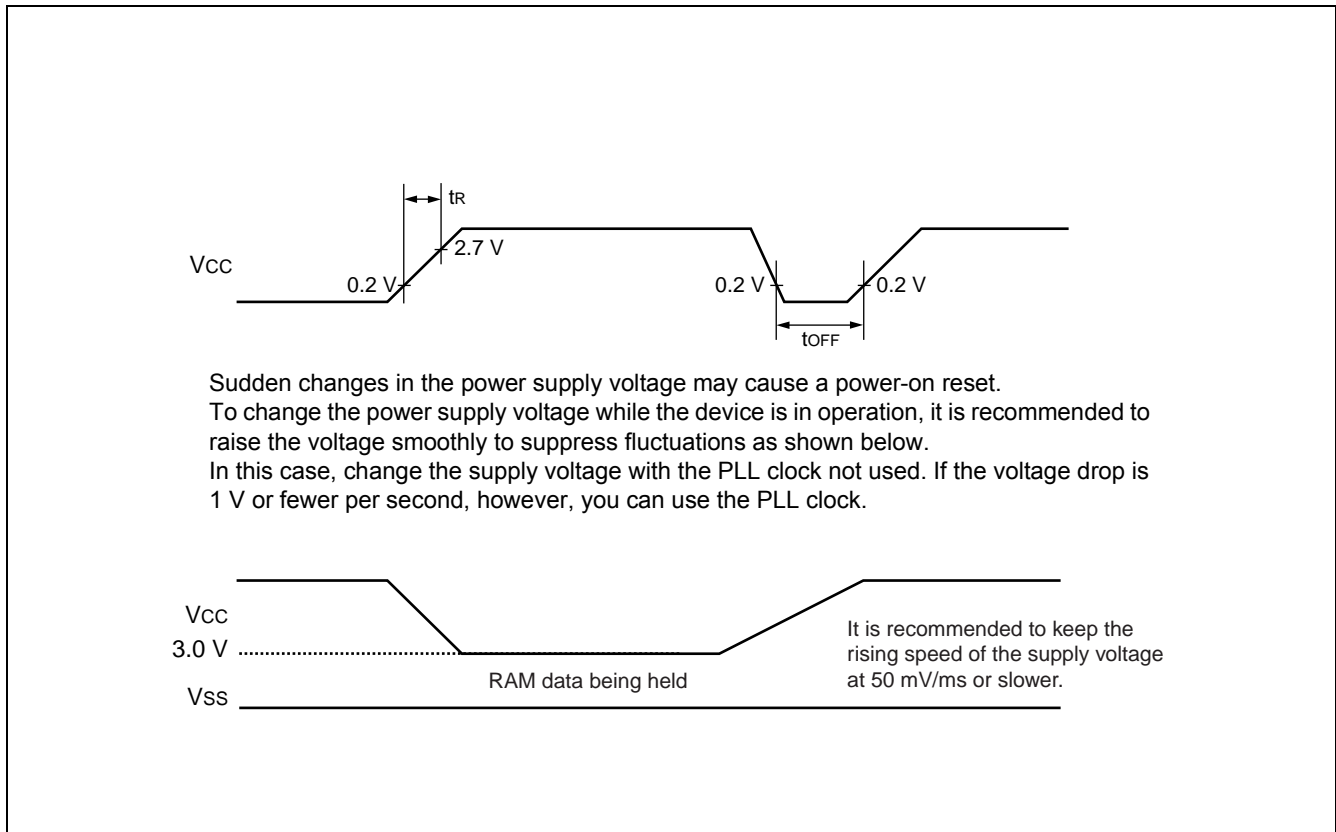 tR
VCC
2.7 V
0.2 V
0.2 V
0.2 V
tOFF
Sudden changes in the power supply voltage may cause a power-on reset.
To change the power supply voltage while the device is in operation, it is recommended to
raise the voltage smoothly to suppress fluctuations as shown below.
In this case, change the supply voltage with the PLL clock not used. If the voltage drop is
1 V or fewer per second, however, you can use the PLL clock.
VCC
3.0 V
VSS
RAM data being held
It is recommended to keep the
rising speed of the supply voltage
at 50 mV/ms or slower.